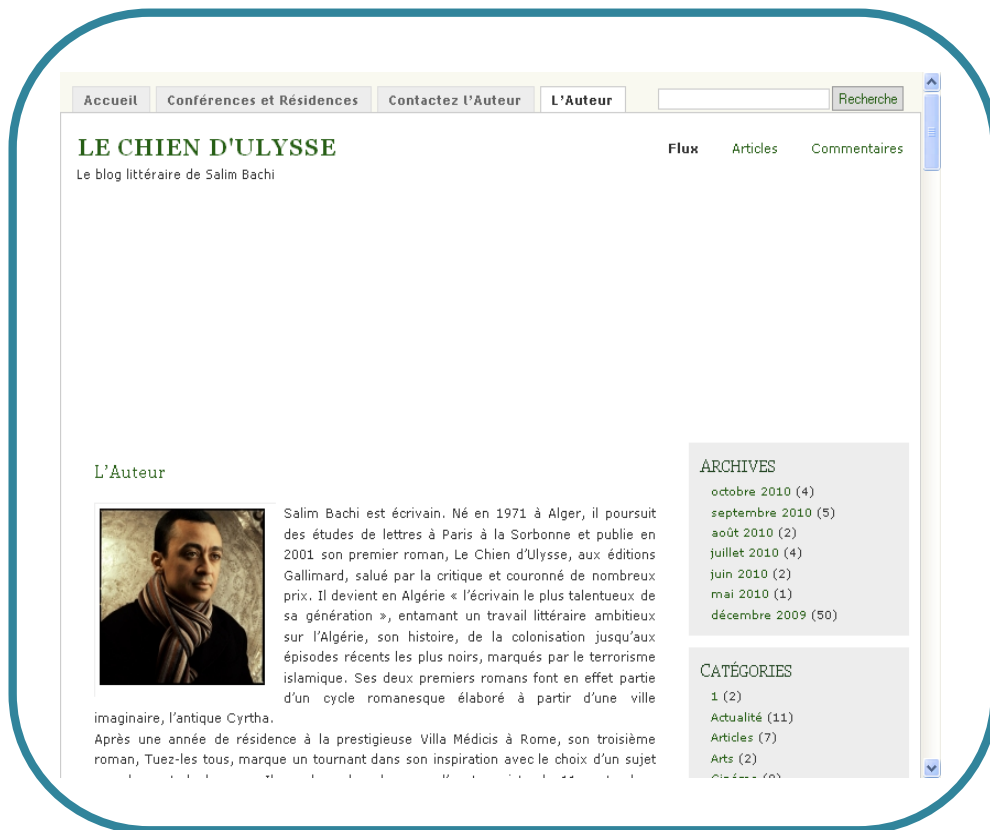 Accueil
Conférences et Résidences
Contactez l'Auteur
L'Auteur
Recherche
LE CHIEN D'ULYSSE
Le blog littéraire de Salim Bachi
Flux
Articles
Commentaires
L'Auteur
Salim Bachi est écrivain. Né en 1971 à Alger, il poursuit
des études de lettres à Paris à la Sorbonne et publie en
2001 son premier roman, Le Chien d'Ulysse, aux éditions
Gallimard, salué par la critique et couronné de nombreux
prix. Il devient en Algérie « l'écrivain le plus talentueux de
sa génération », entamant un travail littéraire ambitieux
sur l'Algérie, son histoire, de la colonisation jusqu'aux
épisodes récents les plus noirs, marqués par le terrorisme
islamique. Ses deux premiers romans font en effet partie
d'un cycle romanesque élaboré à partir d'une ville
imaginaire, l'antique Cyrtha.
Après une année de résidence à la prestigieuse Villa Médicis à Rome, son troisième
roman, Tuez-les tous, marque un tournant dans son inspiration avec le choix d'un sujet
ARCHIVES
octobre 2010 (4)
septembre 2010 (5)
août 2010 (2)
juillet 2010 (4)
juin 2010 (2)
mai 2010 (1)
décembre 2009 (50)
CATÉGORIES
1 (2)
Actualité (11)
Articles (7)
Arts (2)